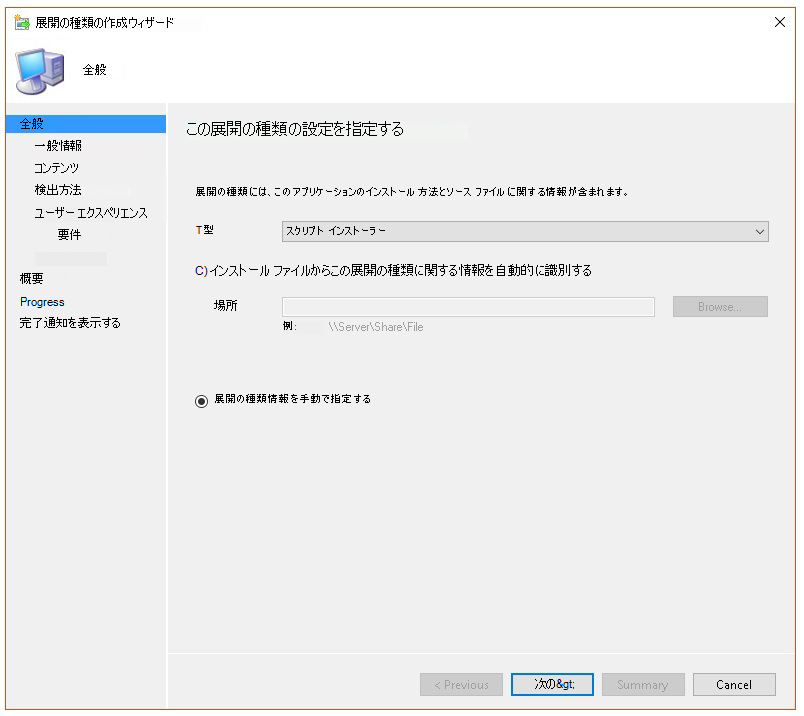 展開の種類の作成ウィザード
全般
全般
一般情報
コンテンツ
検出方法
ユーザー エクスペリエンス
要件
概要
Progress
完了通知を表示する
この展開の種類の設定を指定する
展開の種類には、このアプリケーションのインストール 方法とソース ファイルに関する情報が含まれます。
T型
スクリプト インストーラー
C)インストール ファイルからこの展開の種類に関する情報を自動的に識別する
場所
Browse...
例: \\Server\Share\File
展開の種類情報を手動で指定する
< Previous
次の&gt;
Summary
Cancel